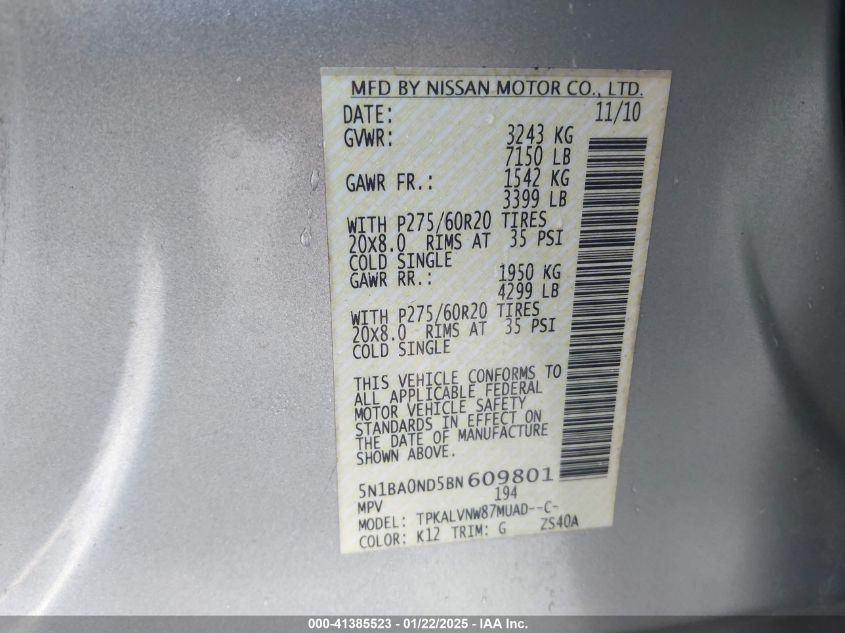 MFD BY NISSAN MOTOR CO., LTD.
DATE: 11/10
GVWR: 3243 KG
7150 LB
GAWR FR.: 1542 KG
3399 LB
WITH P275/60R20 TIRES
20X8.0 RIMS AT 35 PSI
COLD SINGLE
GAWR RR.: 1950 KG
4299 LB
WITH P275/60R20 TIRES
20X8.0 RIMS AT 35 PSI
COLD SINGLE
THIS VEHICLE CONFORMS TO
ALL APPLICABLE FEDERAL
MOTOR VEHICLE SAFETY
STANDARDS IN EFFECT ON
THE DATE OF MANUFACTURE
SHOWN ABOVE.
5N1BA0ND5BN609801
MPV 194
MODEL: TPKALVNW87MUAD--C-
COLOR: K12 TRIM: G ZS40A
000-41385523 - 01/22/2025 - IAA Inc.